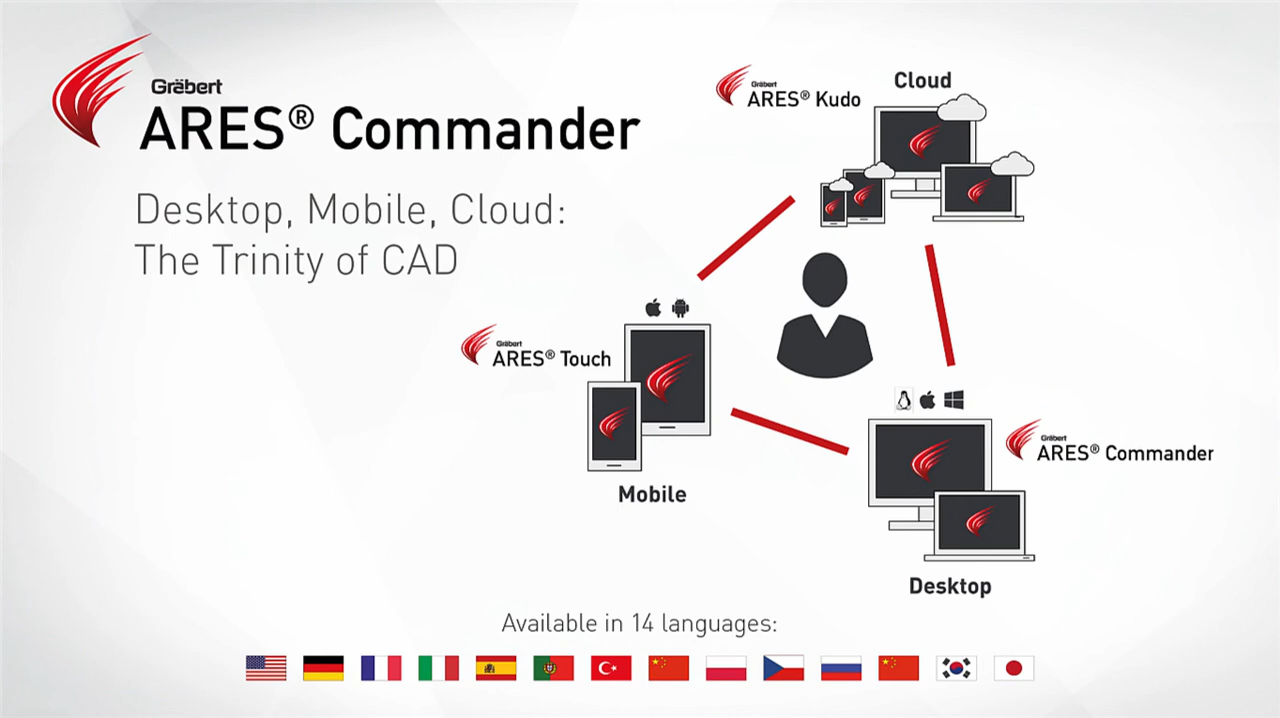 Gräbert
ARES® Commander
Desktop, Mobile, Cloud:
The Trinity of CAD
Cloud
Gräbert
ARES® Kudo
Gräbert
ARES® Touch
Mobile
Gräbert
ARES® Commander
Desktop
Available in 14 languages: